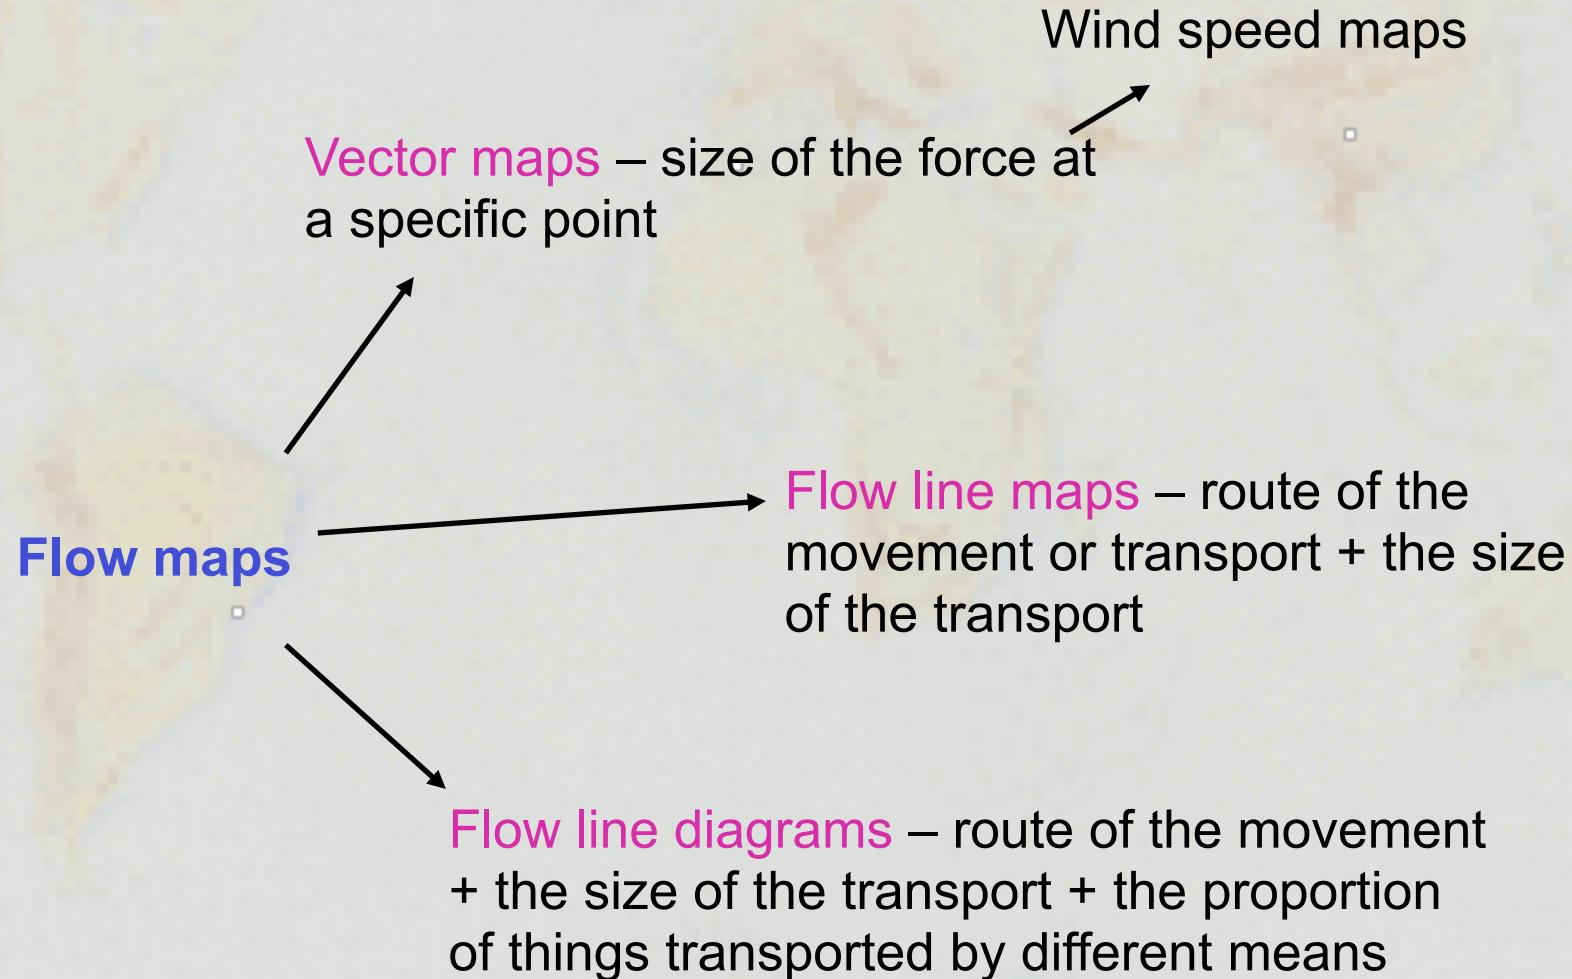 Wind speed maps
Vector maps – size of the force at
a specific point
Flow line maps – route of the
movement or transport + the size
of the transport
Flow maps
Flow line diagrams – route of the movement
+ the size of the transport + the proportion
of things transported by different means